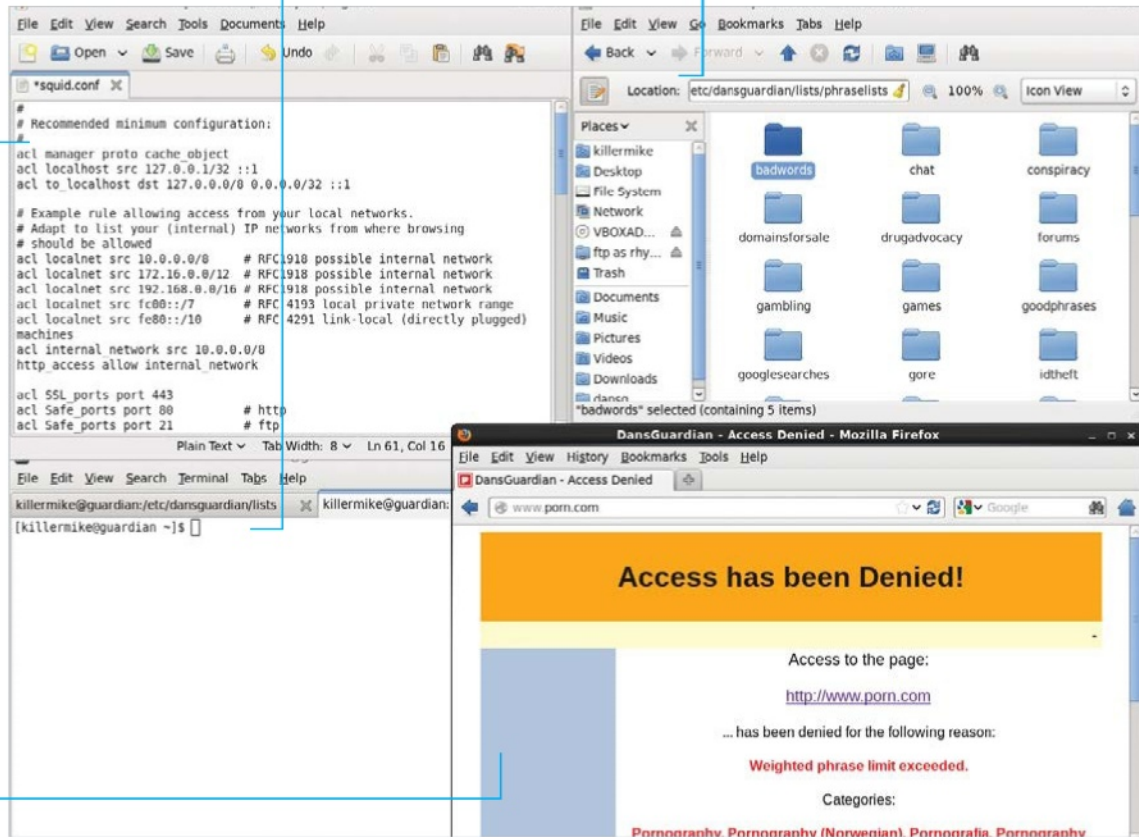 File Edit View Search Tools Documents Help
Open Save Undo
*squid.conf
#
# Recommended minimum configuration:
#
acl manager proto cache_object
acl localhost src 127.0.0.1/32 ::1
acl to_localhost dst 127.0.0.0/8 0.0.0.0/32 ::1
# Example rule allowing access from your local networks.
# Adapt to list your (internal) IP networks from where browsing
# should be allowed
acl localnet src 10.0.0.0/8 # RFC1918 possible internal network
acl localnet src 172.16.0.0/12 # RFC1918 possible internal network
acl localnet src 192.168.0.0/16 # RFC1918 possible internal network
acl localnet src fc00::/7 # RFC 4193 local private network range
acl localnet src fe80::/10 # RFC 4291 link-local (directly plugged)
machines
acl internal_network src 10.0.0.0/8
http_access allow internal_network
acl SSL_ports port 443
acl Safe_ports port 80 # http
acl Safe_ports port 21 # ftp
Plain Text Tab Width: 8 Ln 61, Col 16
File Edit View Go Bookmarks Tabs Help
Back Forward
Location: etc/dansguardian/lists/phraselists 100% Icon View
Places
killermike
Desktop
File System
Network
VBOXAD...
ftp as rhy...
Trash
Documents
Music
Pictures
Videos
Downloads
dansg
badwords chat conspiracy
domainsforsale drugadvocacy forums
gambling games goodphrases
googlesearches gore idtheft
"badwords" selected (containing 5 items)
File Edit View Search Terminal Tabs Help
killermike@guardian:/etc/dansguardian/lists killermike@guardian:
[killermike@guardian ~]$
DansGuardian - Access Denied - Mozilla Firefox
File Edit View History Bookmarks Tools Help
DansGuardian - Access Denied
www.porn.com Google
Access has been Denied!
-
Access to the page:
http://www.porn.com
... has been denied for the following reason:
Weighted phrase limit exceeded.
Categories:
Pornography, Pornography (Norwegian), Pornografia, Pornography